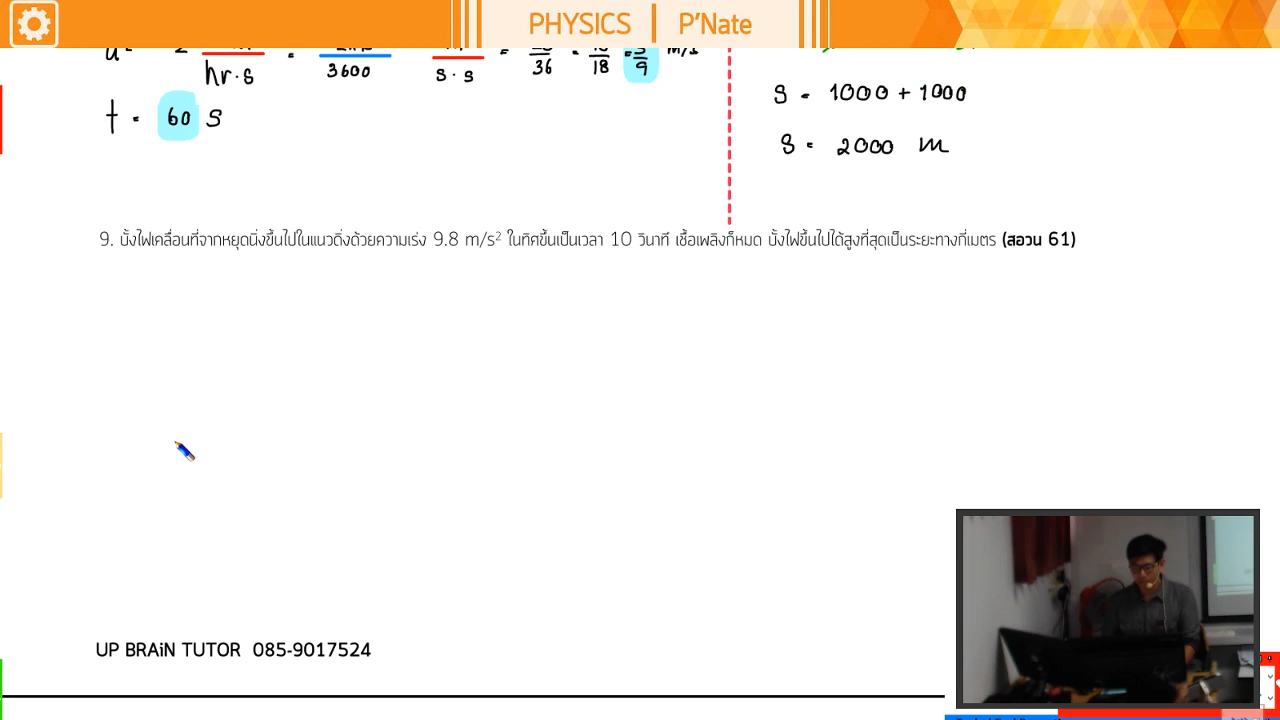 PHYSICS P'Nate
hr·s = 3600 s·s = 36 = 18 = 9 m/s
t = 60 s
S = 1000 + 1000
S = 2000 m
9. บั้งไฟเคลื่อนที่จากหยุดนิ่งขึ้นไปในแนวดิ่งด้วยความเร่ง 9.8 m/s² ในทิศขึ้นเป็นเวลา 10 วินาที เชื้อเพลิงก็หมด บั้งไฟขึ้นไปได้สูงที่สุดเป็นระยะทางกี่เมตร (สอวน 61)
UP BRAiN TUTOR 085-9017524